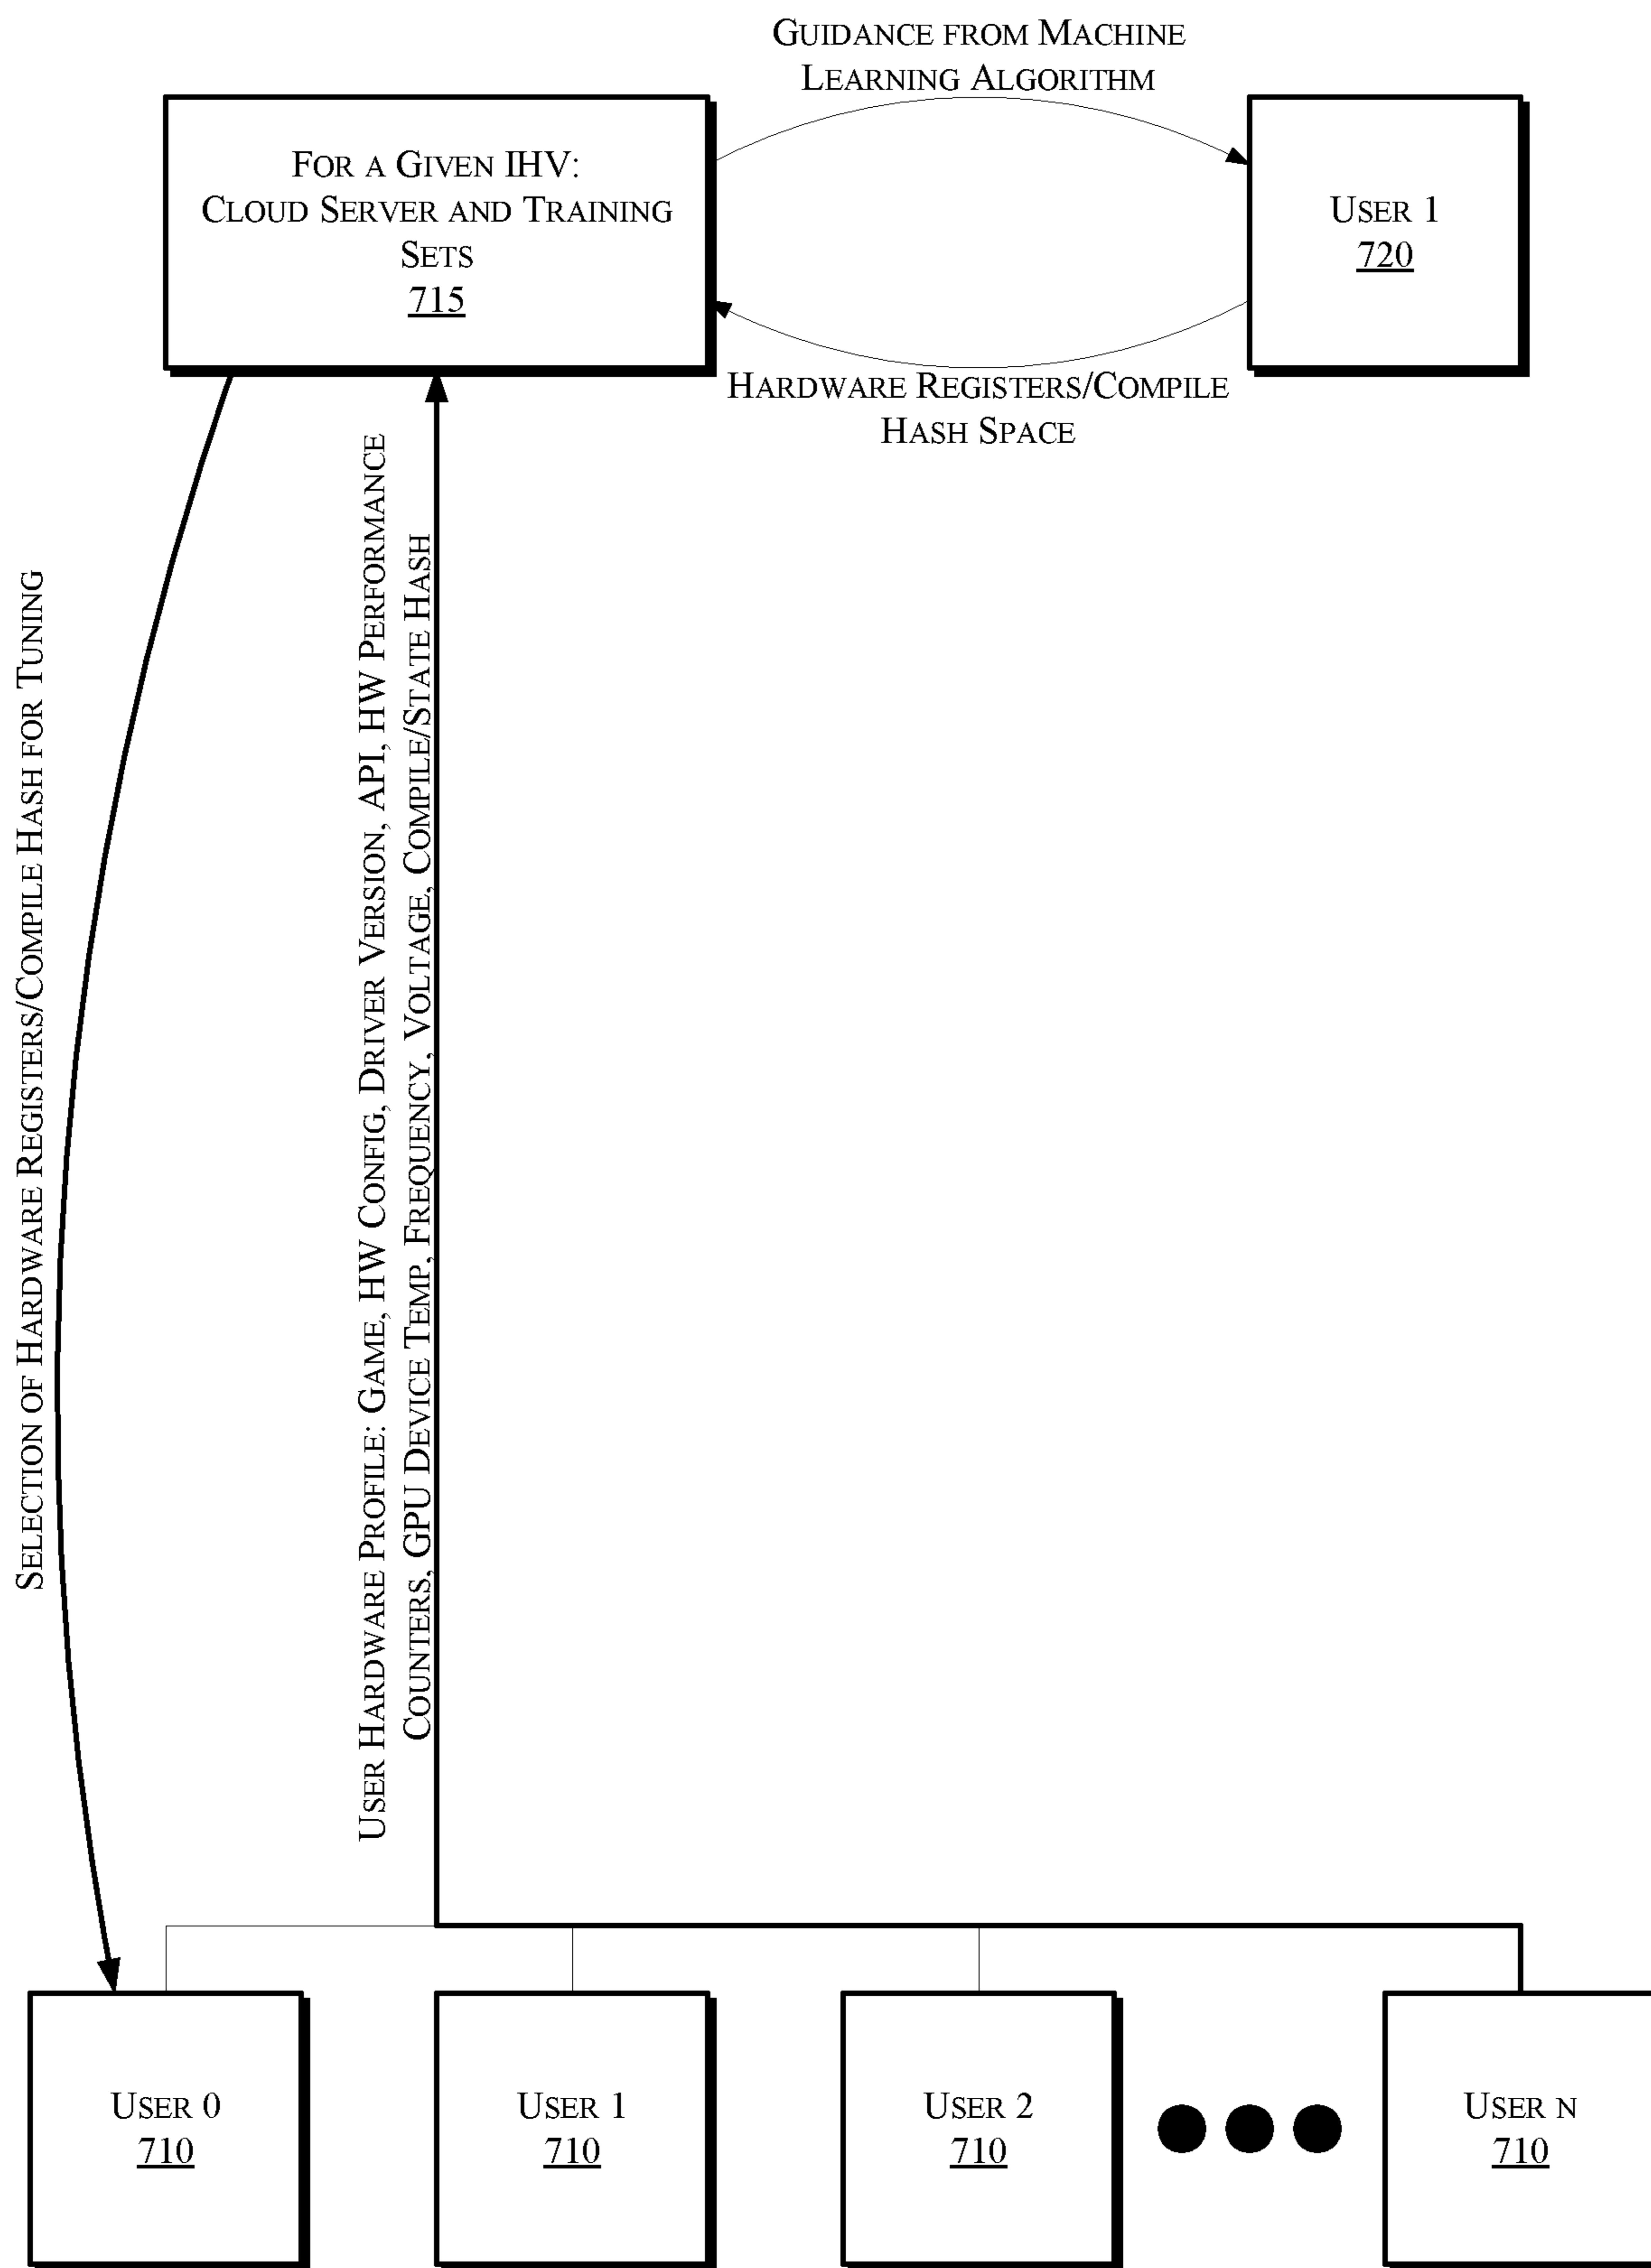 Guidance from Machine
Learning Algorithm
For a Given IHV:
Cloud Server and Training
Sets
715
User 1
720
Hardware Registers/Compile
Hash Space
Selection of Hardware Registers/Compile Hash for Tuning
User Hardware Profile: Game, HW Config, Driver Version, API, HW Performance
Counters, GPU Device Temp, Frequency, Voltage, Compile/State Hash
User 0
710
User 1
710
User 2
710
User n
710